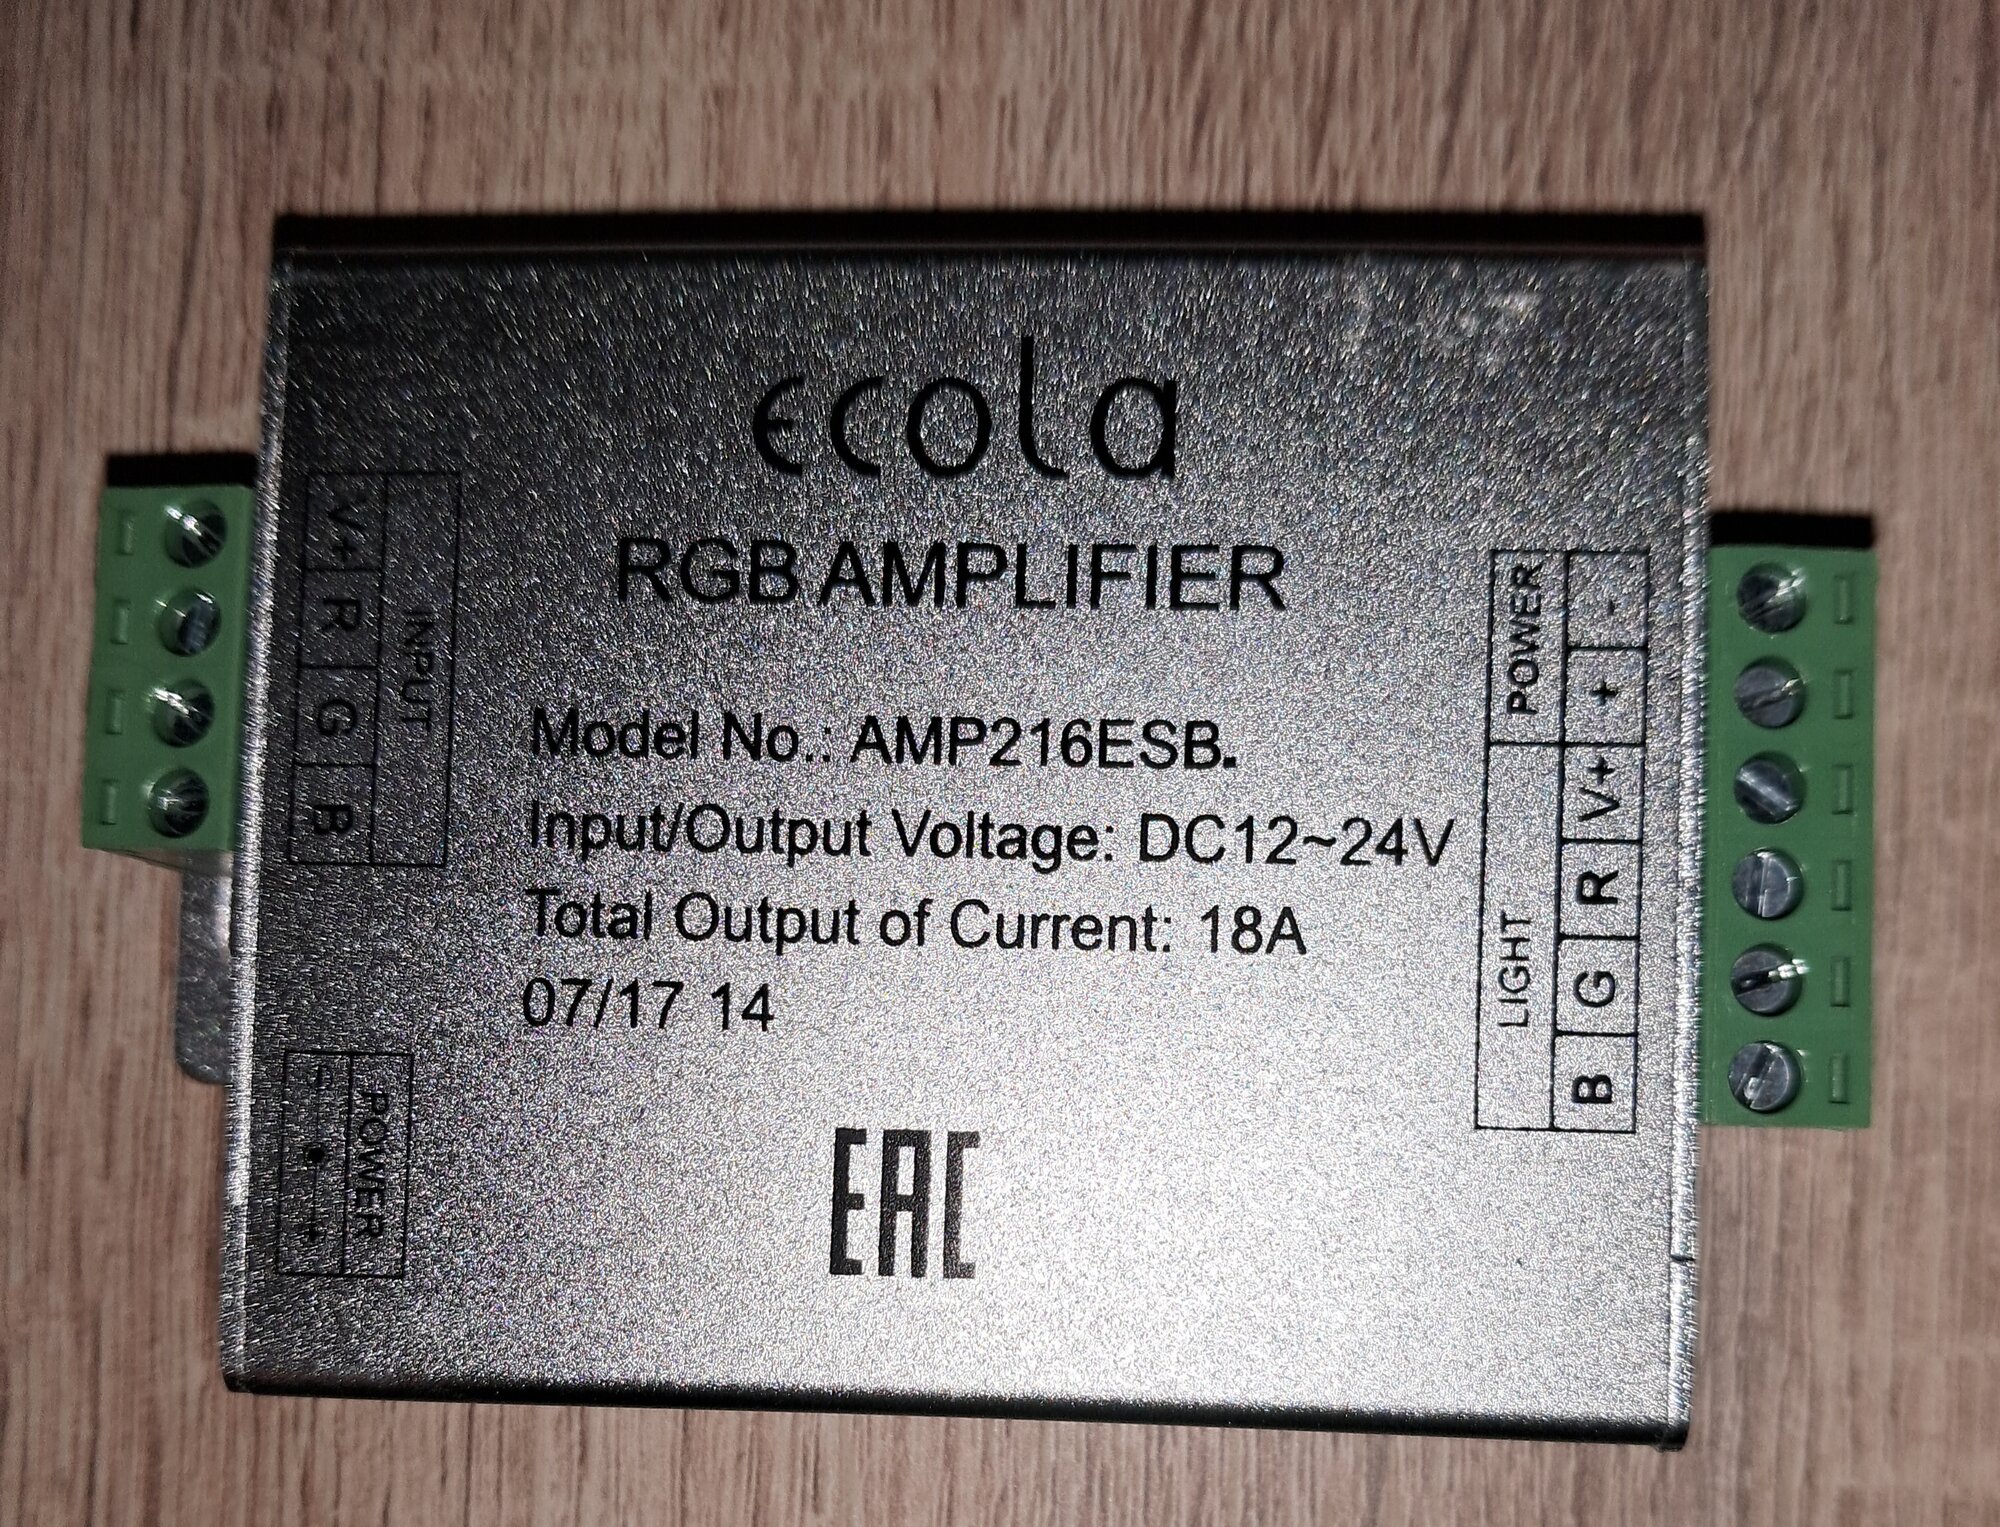 ecola
RGB AMPLIFIER
Model No.: AMP216ESB.
Input/Output Voltage: DC12~24V
Total Output of Current: 18A
07/17 14
EAC
INPUT
V+ R G B
POWER
- • +
POWER
- +
LIGHT
V+ R G B